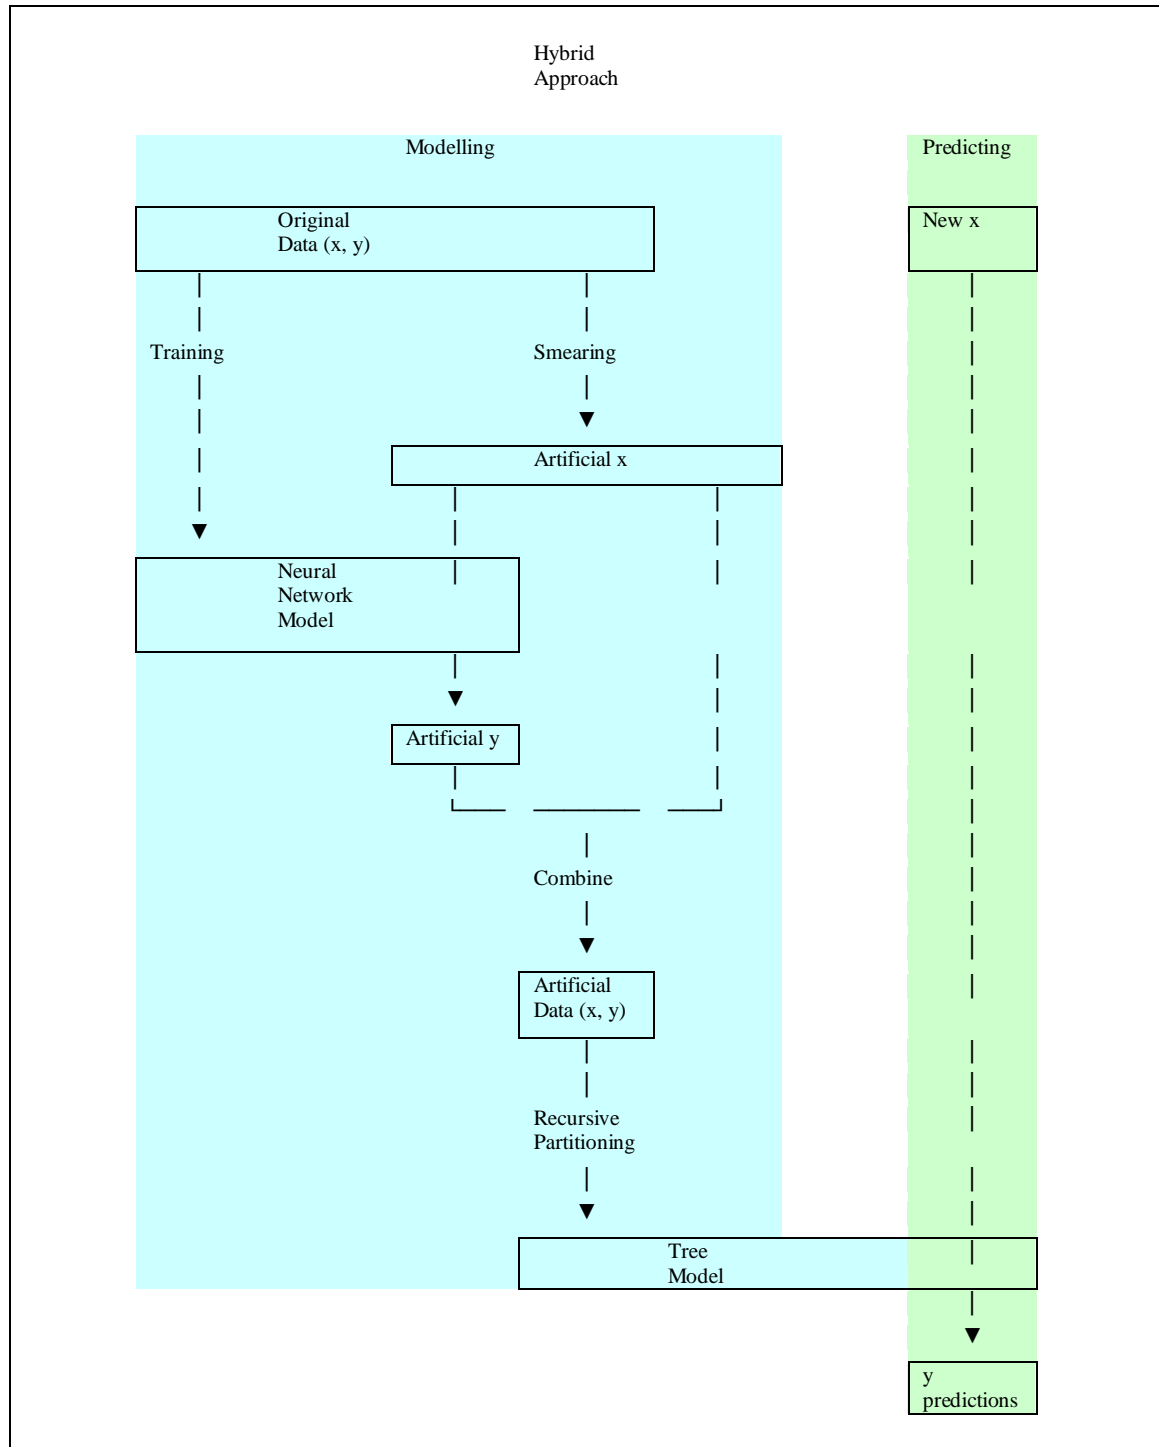 Hybrid
Approach
Modelling
Predicting
Original
Data (x, y)
New x
Training
Smearing
Artificial x
Neural
Network
Model
Artificial y
Combine
Artificial
Data (x, y)
Recursive
Partitioning
Tree
Model
y
predictions